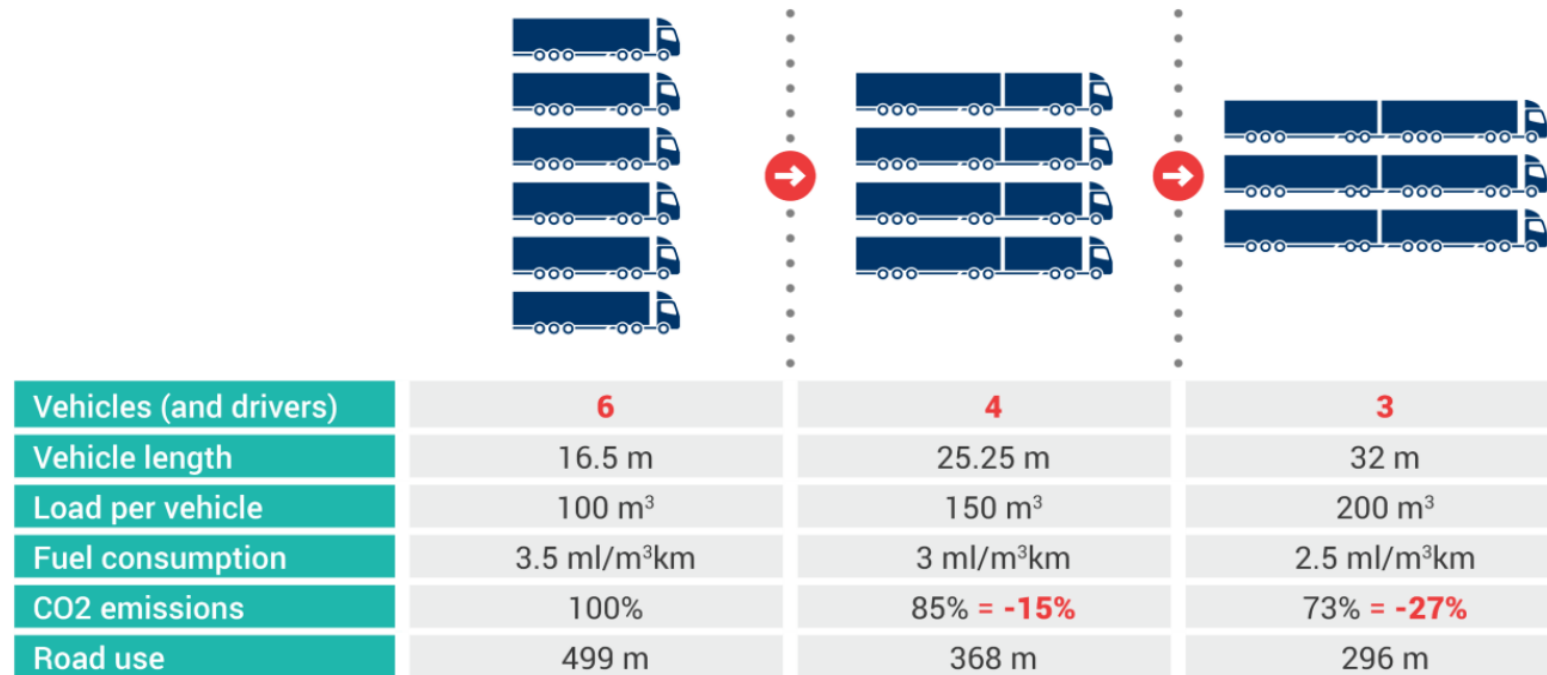 Vehicles (and drivers) 6 4 3
Vehicle length 16.5 m 25.25 m 32 m
Load per vehicle 100 m³ 150 m³ 200 m³
Fuel consumption 3.5 ml/m³km 3 ml/m³km 2.5 ml/m³km
CO2 emissions 100% 85% = -15% 73% = -27%
Road use 499 m 368 m 296 m